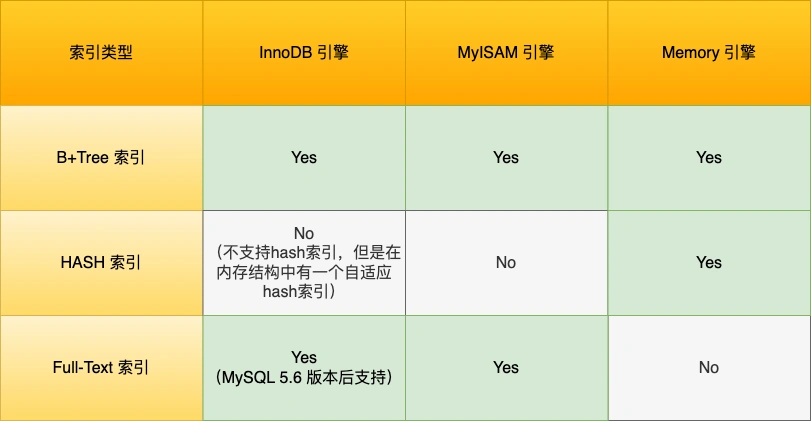 索引类型 InnoDB 引擎 MyISAM 引擎 Memory 引擎
B+Tree 索引 Yes Yes Yes
HASH 索引
No
（不支持hash索引，但是在
内存结构中有一个自适应
hash索引）
No
Yes
Full-Text 索引
Yes
（MySQL 5.6 版本后支持）
Yes
No